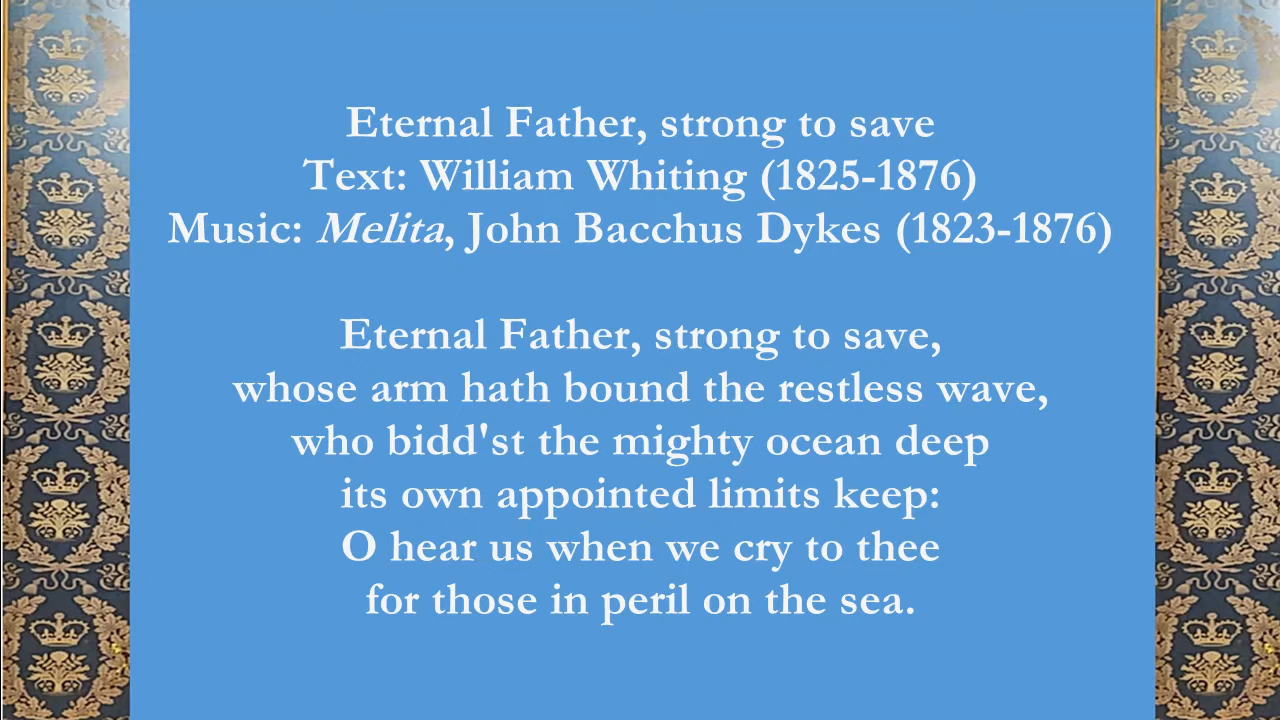 Eternal Father, strong to save
Text: William Whiting (1825-1876)
Music: Melita, John Bacchus Dykes (1823-1876)
Eternal Father, strong to save,
whose arm hath bound the restless wave,
who bidd'st the mighty ocean deep
its own appointed limits keep:
O hear us when we cry to thee
for those in peril on the sea.